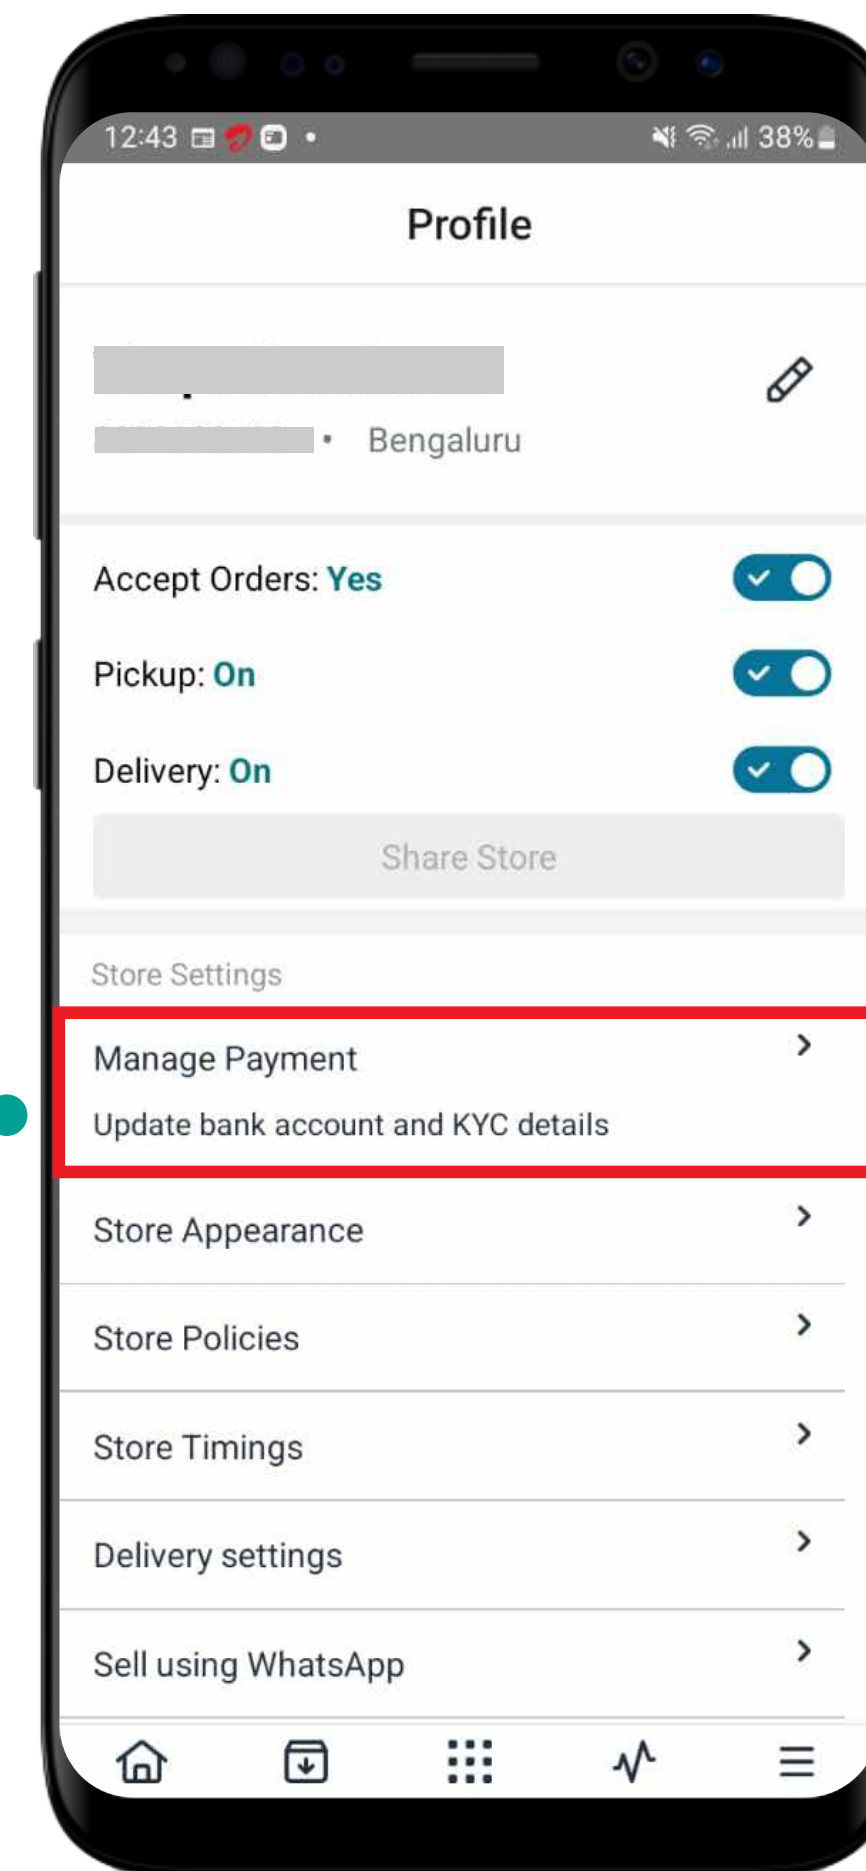 12:43
38%
Profile
• Bengaluru
Accept Orders: Yes
Pickup: On
Delivery: On
Share Store
Store Settings
Manage Payment
Update bank account and KYC details
Store Appearance
Store Policies
Store Timings
Delivery settings
Sell using WhatsApp